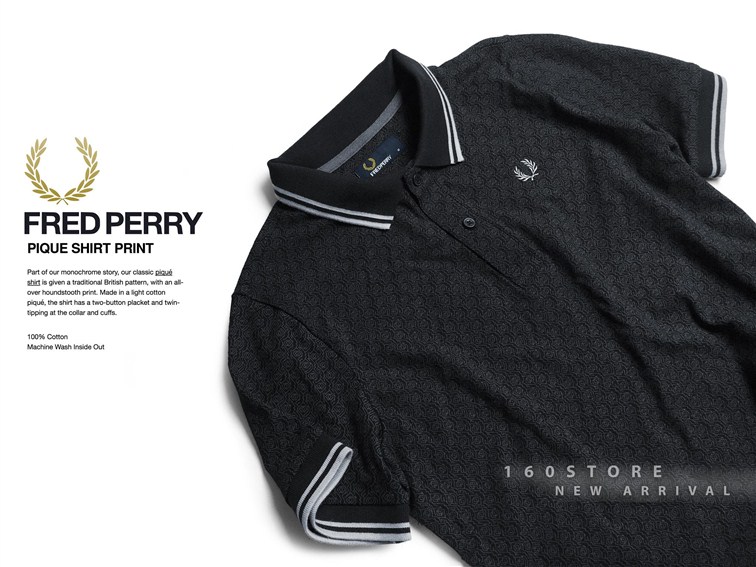 FRED PERRY
PIQUE SHIRT PRINT
Part of our monochrome story, our classic piqué
shirt is given a traditional British pattern, with an all-
over houndstooth print. Made in a light cotton
piqué, the shirt has a two-button placket and twin-
tipping at the collar and cuffs.
100% Cotton
Machine Wash Inside Out
FRED PERRY
160STORE
NEW ARRIVAL